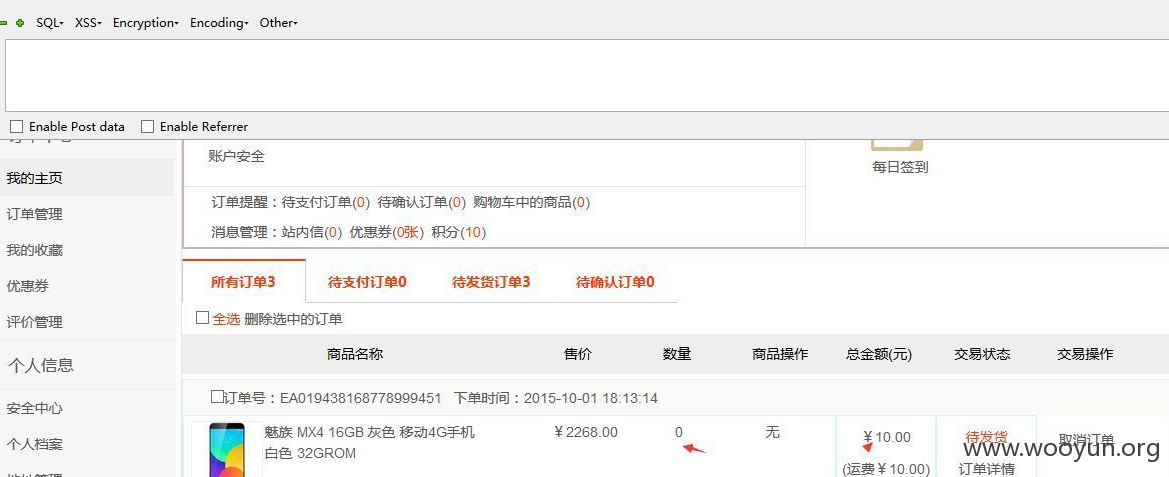 SQL▾ XSS▾ Encryption▾ Encoding▾ Other▾
Enable Post data Enable Referrer
账户安全
每日签到
我的主页
订单提醒：待支付订单(0) 待确认订单(0) 购物车中的商品(0)
订单管理
消息管理：站内信(0) 优惠券(0张) 积分(10)
我的收藏
所有订单3 待支付订单0 待发货订单3 待确认订单0
优惠券
全选 删除选中的订单
评价管理
商品名称 售价 数量 商品操作 总金额(元) 交易状态 交易操作
个人信息
订单号：EA019438168778999451 下单时间：2015-10-01 18:13:14
安全中心
魅族 MX4 16GB 灰色 移动4G手机 ￥2268.00 0 无 ￥10.00 待发货 取消订单
个人档案
白色 32GROM
(运费￥10.00) 订单详情
www.wooyun.org